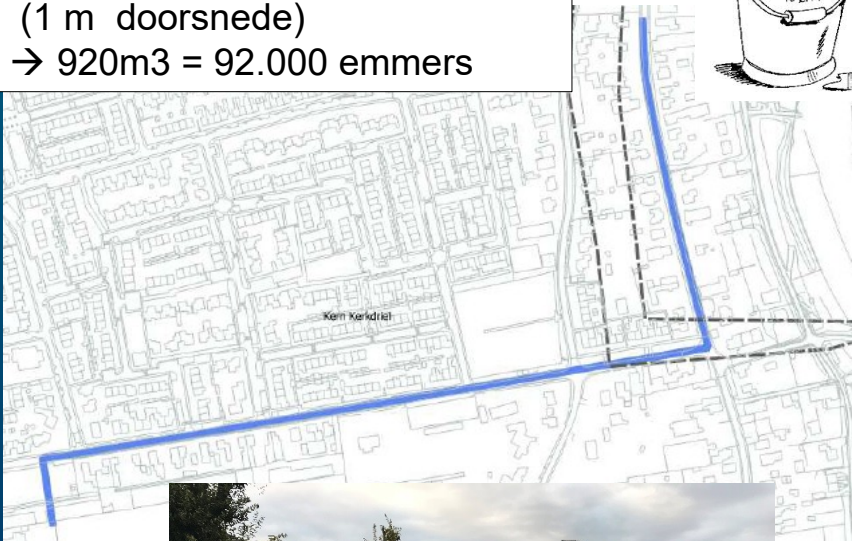 (1 m doorsnede)
→ 920m3 = 92.000 emmers
Kern Kerkdriel